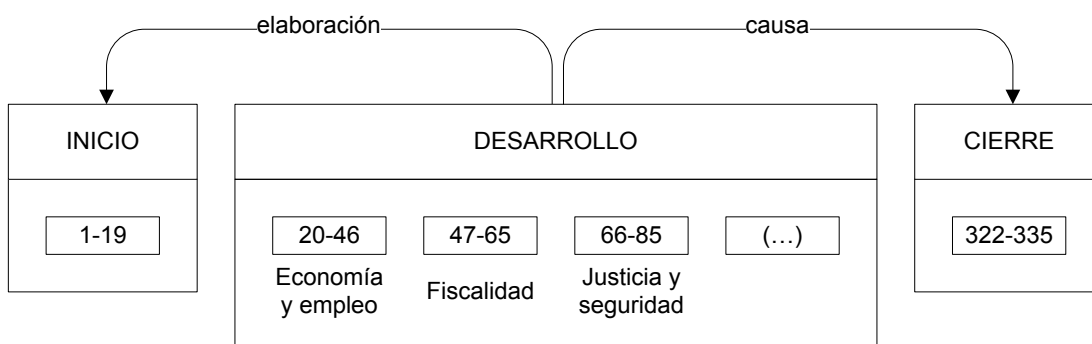 elaboración
causa
INICIO
DESARROLLO
CIERRE
1-19
20-46
47-65
66-85
(…)
322-335
Economía
y empleo
Fiscalidad
Justicia y
seguridad